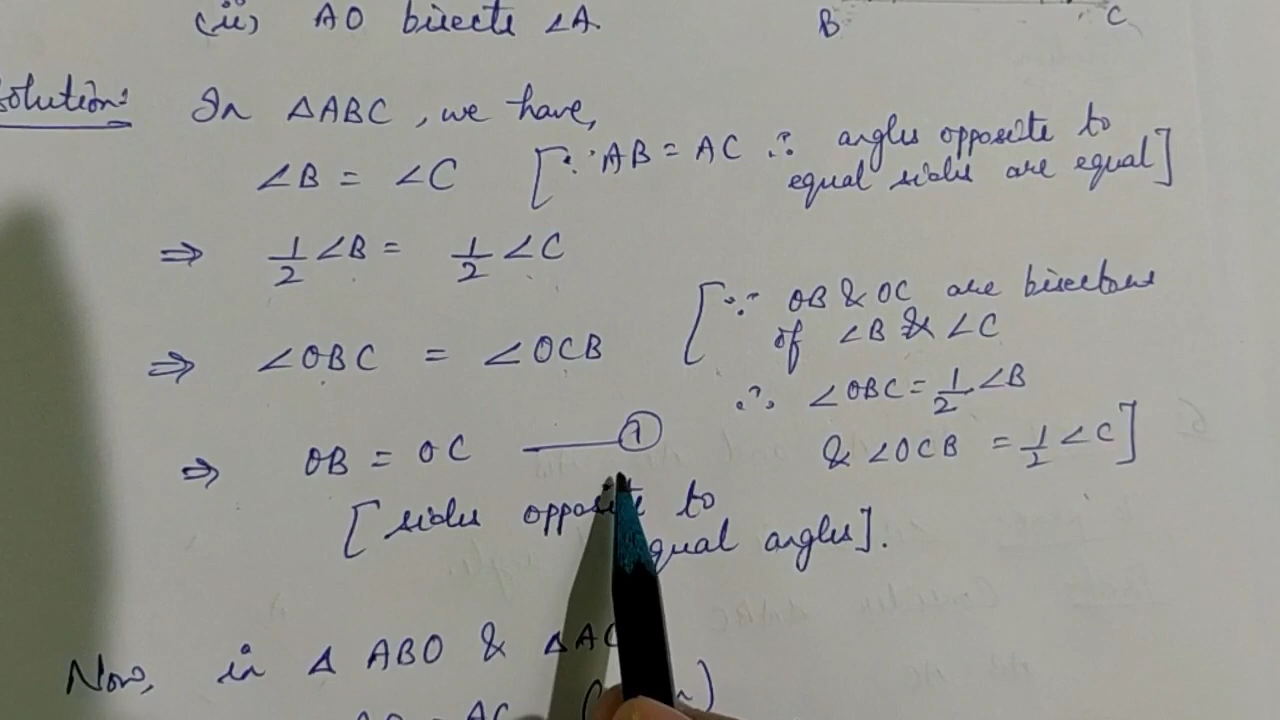 (ii) AO bisects ∠A.
B C
Solution:
In ΔABC, we have,
∠B = ∠C [∵ AB = AC ∴ angles opposite to
equal sides are equal]
⇒ 1/2 ∠B = 1/2 ∠C
⇒ ∠OBC = ∠OCB [∵ OB & OC are bisectors
of ∠B & ∠C
∴ ∠OBC = 1/2 ∠B
& ∠OCB = 1/2 ∠C]
⇒ OB = OC —— 1
[sides opposite to
equal angles].
Now, in Δ ABO &
AC